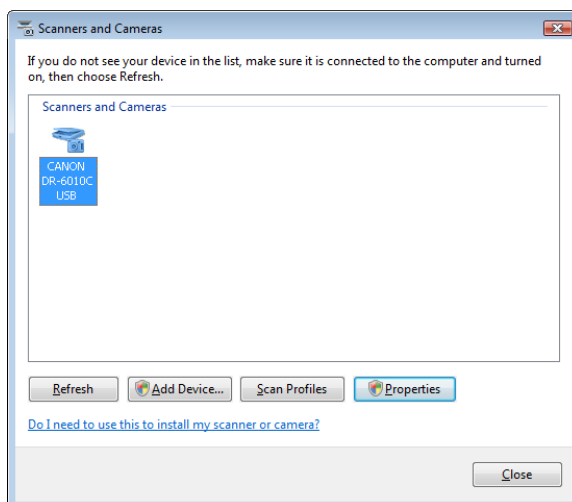 Scanners and Cameras
If you do not see your device in the list, make sure it is connected to the computer and turned
on, then choose Refresh.
Scanners and Cameras
CANON
DR-6010C
USB
Refresh
Add Device...
Scan Profiles
Properties
Do I need to use this to install my scanner or camera?
Close